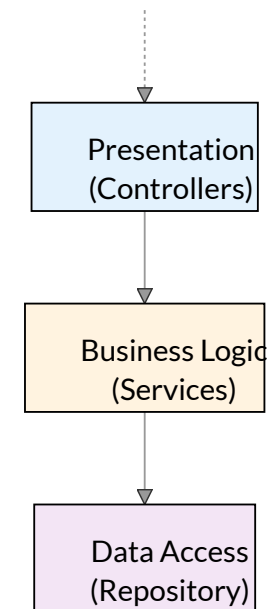 Presentation
(Controllers)
Business Logic
(Services)
Data Access
(Repository)